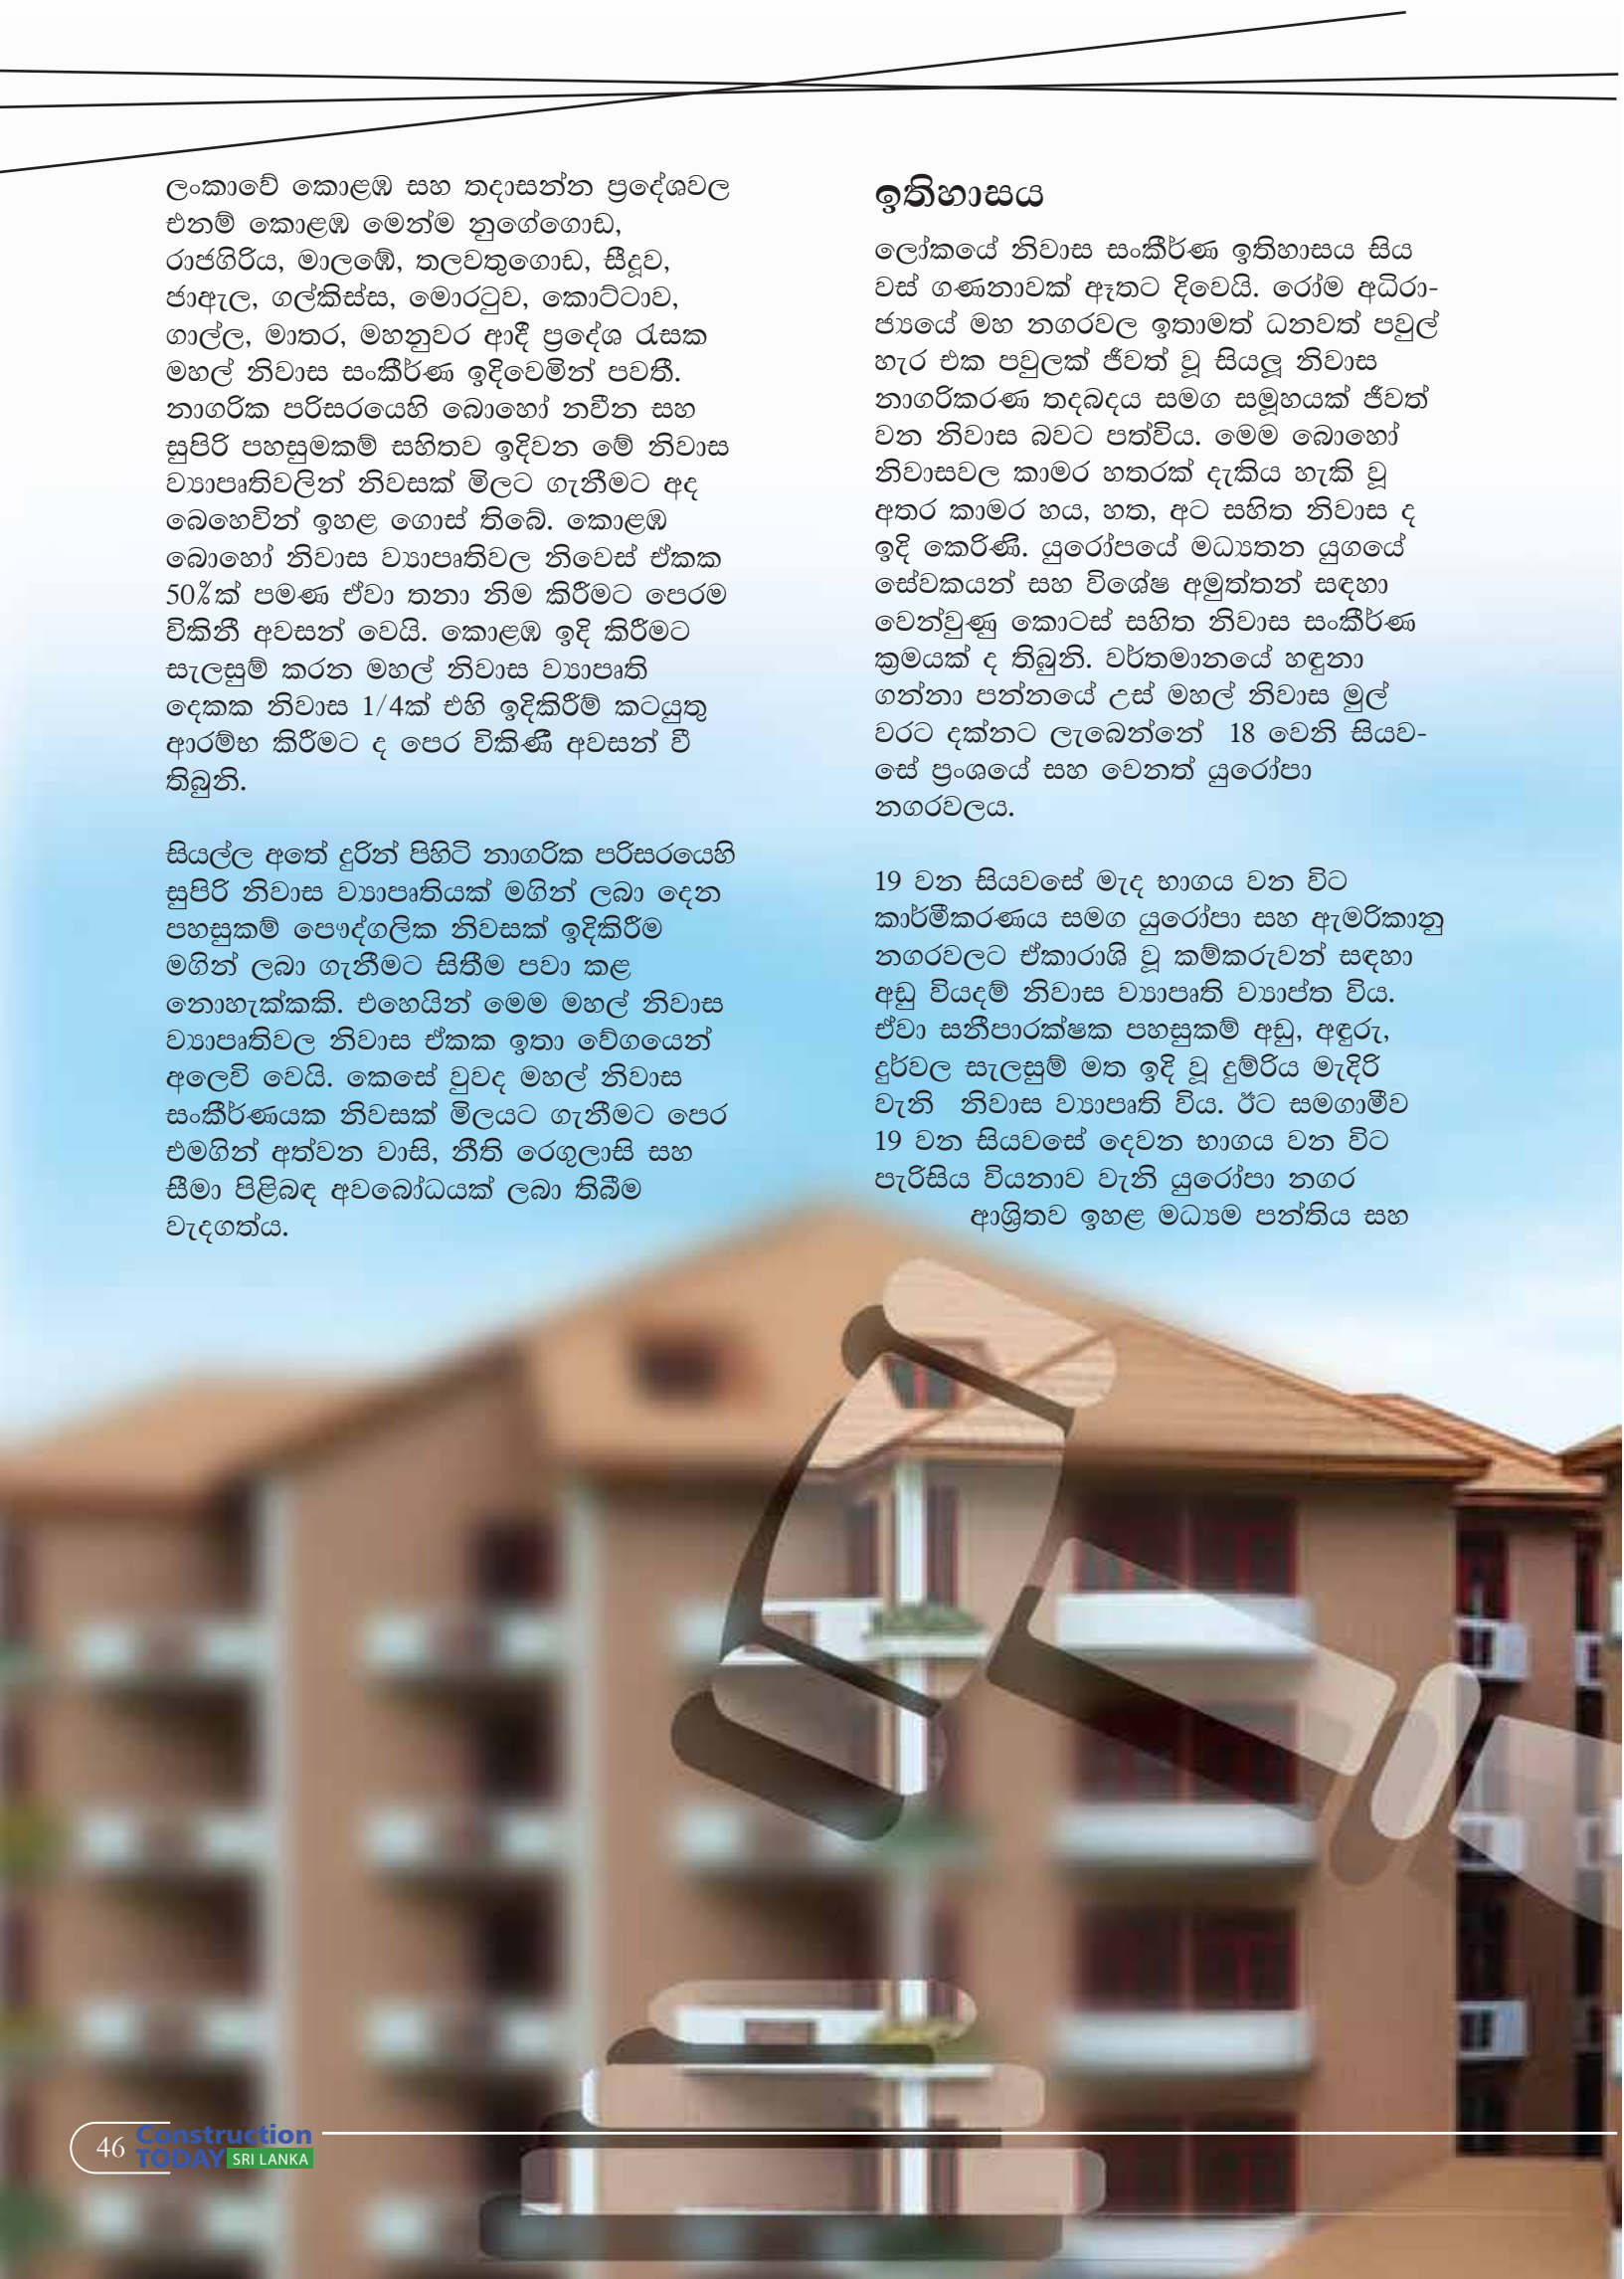 ලංකාවේ කොළඹ සහ තදාසන්න ප්‍රදේශවල
එනම් කොළඹ මෙන්ම නුගේගොඩ,
රාජගිරිය, මාලඹේ, තලවතුගොඩ, සීදූව,
ජාඇල, ගල්කිස්ස, මොරටුව, කොට්ටාව,
ගාල්ල, මාතර, මහනුවර ආදී ප්‍රදේශ රැසක
මහල් නිවාස සංකීර්ණ ඉදිවෙමින් පවතී.
නාගරික පරිසරයෙහි බොහෝ නවීන සහ
සුපිරි පහසුමකම් සහිතව ඉදිවන මේ නිවාස
ව්‍යාපෘතිවලින් නිවසක් මිලට ගැනීමට අද
බෙහෙවින් ඉහළ ගොස් තිබේ. කොළඹ
බොහෝ නිවාස ව්‍යාපෘතිවල නිවෙස් ඒකක
50%ක් පමණ ඒවා තනා නිම කිරීමට පෙරම
විකිනී අවසන් වෙයි. කොළඹ ඉදි කිරීමට
සැලසුම් කරන මහල් නිවාස ව්‍යාපෘති
දෙකක නිවාස 1/4ක් එහි ඉදිකිරීම් කටයුතු
ආරම්භ කිරීමට ද පෙර විකිණී අවසන් වී
තිබුනි.

සියල්ල අතේ දුරින් පිහිටි නාගරික පරිසරයෙහි
සුපිරි නිවාස ව්‍යාපෘතියක් මගින් ලබා දෙන
පහසුකම් පෞද්ගලික නිවසක් ඉදිකිරීම
මගින් ලබා ගැනීමට සිතීම පවා කළ
නොහැක්කකි. එහෙයින් මෙම මහල් නිවාස
ව්‍යාපෘතිවල නිවාස ඒකක ඉතා වේගයෙන්
අලෙවි වෙයි. කෙසේ වුවද මහල් නිවාස
සංකීර්ණයක නිවසක් මිලයට ගැනීමට පෙර
එමගින් අත්වන වාසි, නීති රෙගුලාසි සහ
සීමා පිළිබඳ අවබෝධයක් ලබා තිබීම
වැදගත්ය.

ඉතිහාසය
ලෝකයේ නිවාස සංකීර්ණ ඉතිහාසය සිය
වස් ගණනාවක් ඈතට දිවෙයි. රෝම අධිරා-
ජ්‍යයේ මහ නගරවල ඉතාමත් ධනවත් පවුල්
හැර එක පවුලක් ජීවත් වූ සියලූ නිවාස
නාගරිකරණ තදබදය සමග සමූහයක් ජීවත්
වන නිවාස බවට පත්විය. මෙම බොහෝ
නිවාසවල කාමර හතරක් දැකිය හැකි වූ
අතර කාමර හය, හත, අට සහිත නිවාස ද
ඉදි කෙරිණි. යුරෝපයේ මධ්‍යතන යුගයේ
සේවකයන් සහ විශේෂ අමුත්තන් සඳහා
වෙන්වුණු කොටස් සහිත නිවාස සංකීර්ණ
ක්‍රමයක් ද තිබුනි. වර්තමානයේ හඳුනා
ගන්නා පන්නයේ උස් මහල් නිවාස මුල්
වරට දක්නට ලැබෙන්නේ 18 වෙනි සියව-
සේ ප්‍රංශයේ සහ වෙනත් යුරෝපා
නගරවලය.

19 වන සියවසේ මැද භාගය වන විට
කාර්මීකරණය සමග යුරෝපා සහ ඇමරිකානු
නගරවලට ඒකාරාශී වූ කම්කරුවන් සඳහා
අඩු වියදම් නිවාස ව්‍යාපෘති ව්‍යාප්ත විය.
ඒවා සනීපාරක්ෂක පහසුකම් අඩු, අඳුරු,
දුර්වල සැලසුම් මත ඉදි වූ දුම්රිය මැදිරි
වැනි නිවාස ව්‍යාපෘති විය. ඊට සමගාමීව
19 වන සියවසේ දෙවන භාගය වන විට
පැරිසිය වියනාව වැනි යුරෝපා නගර
ආශ්‍රිතව ඉහළ මධ්‍යම පන්තිය සහ

46 Construction
TODAY SRI LANKA